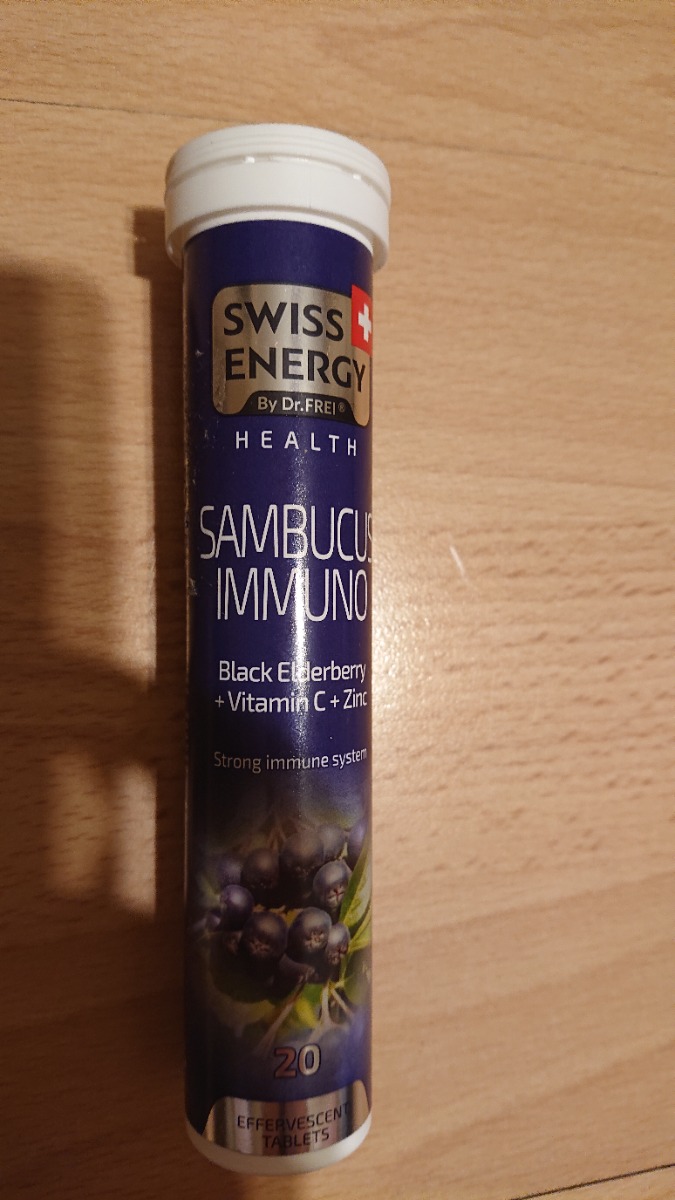 SWISS
ENERGY
By Dr.FREI®
HEALTH
SAMBUCUS
IMMUNO
Black Elderberry
+ Vitamin C + Zinc
Strong immune system
20
EFFERVESCENT
TABLETS